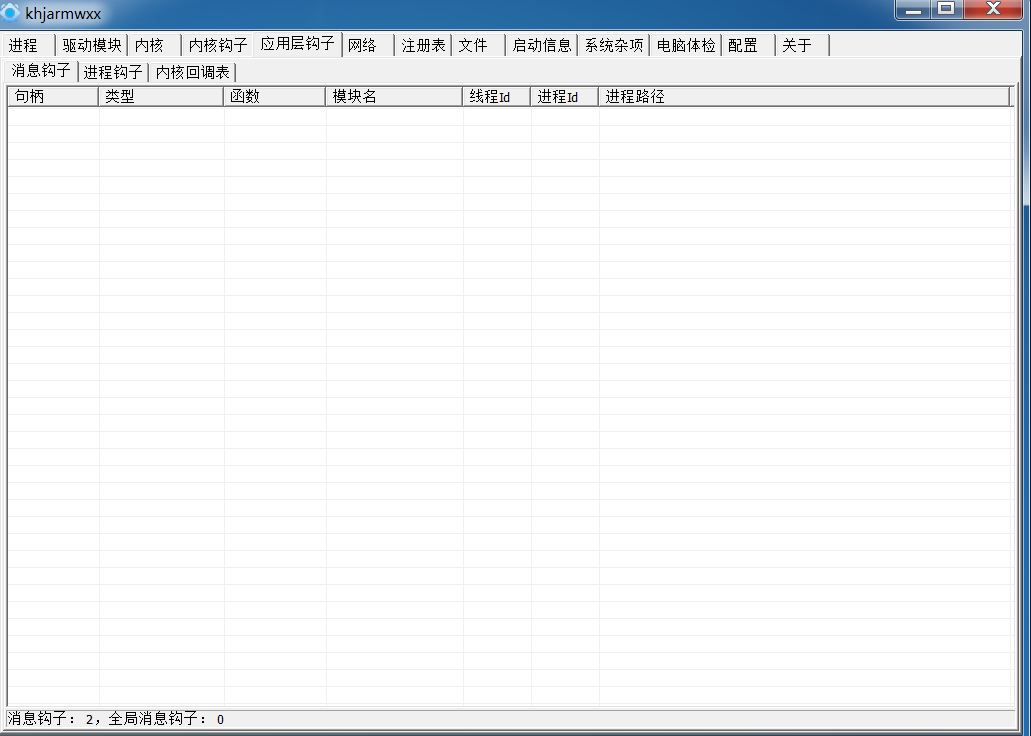 khjarmwxx
进程 驱动模块 内核 内核钩子 应用层钩子 网络 注册表 文件 启动信息 系统杂项 电脑体检 配置 关于
消息钩子 进程钩子 内核回调表
句柄 类型 函数 模块名 线程Id 进程Id 进程路径
消息钩子: 2, 全局消息钩子: 0